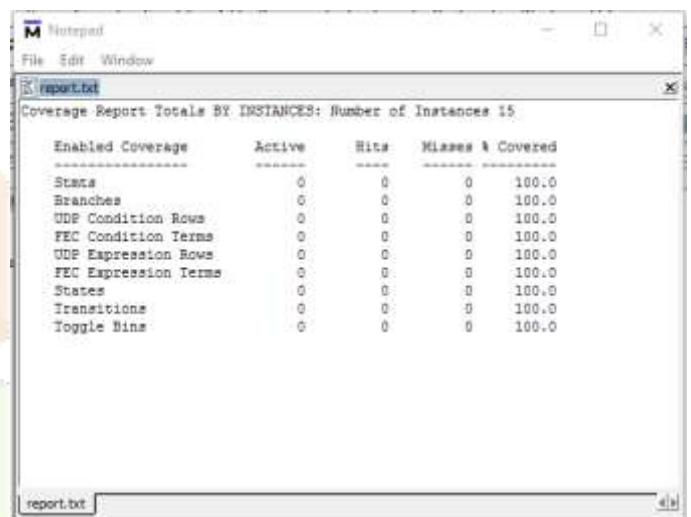 M Notepad
File Edit Window
report.txt
Coverage Report Totals BY INSTANCES: Number of Instances 15
Enabled Coverage Active Hits Misses % Covered
---------------- ------ ---- ------ ---------
Stmts 0 0 0 100.0
Branches 0 0 0 100.0
UDP Condition Rows 0 0 0 100.0
FEC Condition Terms 0 0 0 100.0
UDP Expression Rows 0 0 0 100.0
FEC Expression Terms 0 0 0 100.0
States 0 0 0 100.0
Transitions 0 0 0 100.0
Toggle Bins 0 0 0 100.0
report.txt